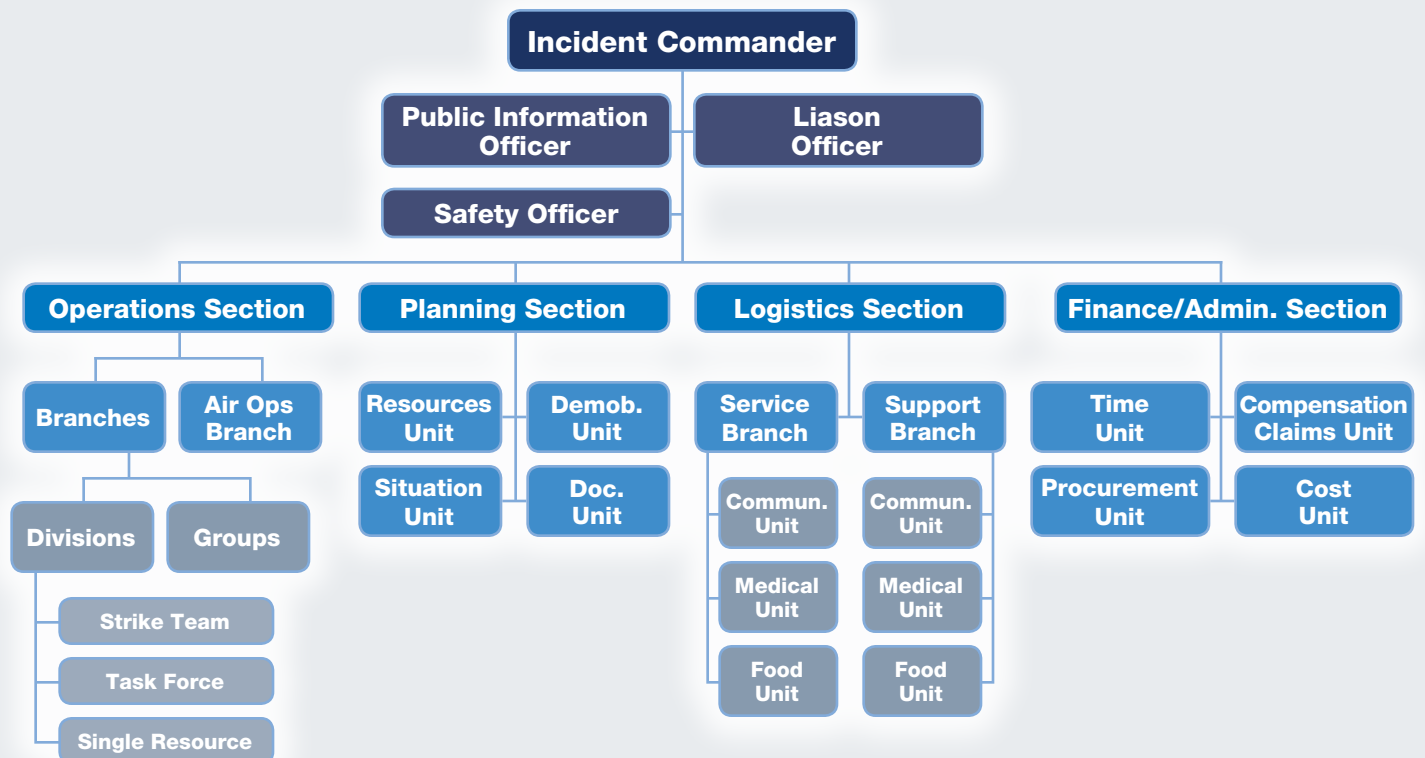 Incident Commander
Public Information
Officer
Liason
Officer
Safety Officer
Operations Section
Planning Section
Logistics Section
Finance/Admin. Section
Branches
Air Ops
Branch
Resources
Unit
Demob.
Unit
Service
Branch
Support
Branch
Time
Unit
Compensation
Claims Unit
Situation
Unit
Doc.
Unit
Procurement
Unit
Cost
Unit
Divisions
Groups
Commun.
Unit
Commun.
Unit
Medical
Unit
Medical
Unit
Food
Unit
Food
Unit
Strike Team
Task Force
Single Resource